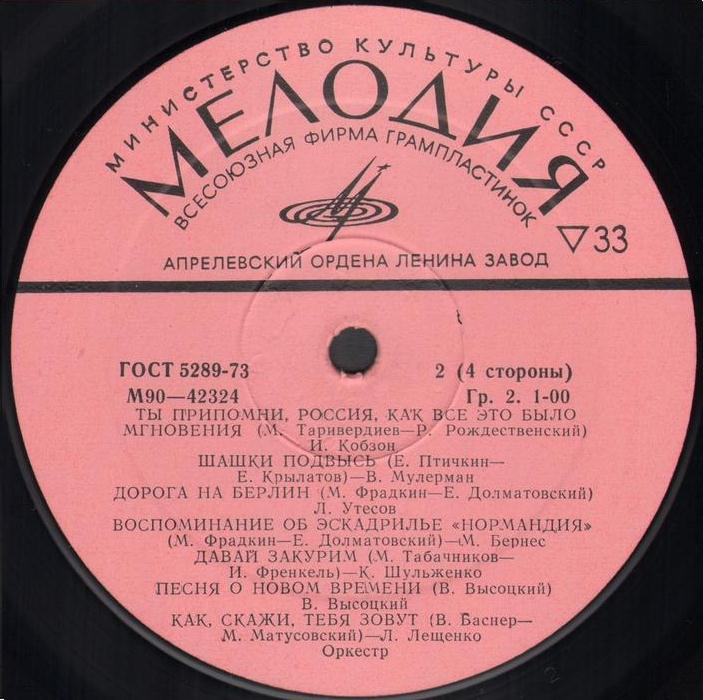 МИНИСТЕРСТВО КУЛЬТУРЫ СССР
МЕЛОДИЯ
ВСЕСОЮЗНАЯ ФИРМА ГРАМПЛАСТИНОК
▽33
АПРЕЛЕВСКИЙ ОРДЕНА ЛЕНИНА ЗАВОД
ГОСТ 5289-73 2 (4 стороны)
М90—42324 Гр. 2. 1-00
ТЫ ПРИПОМНИ, РОССИЯ, КАК ВСЕ ЭТО БЫЛО
МГНОВЕНИЯ (М. Таривердиев—Р. Рождественский)
И. Кобзон
ШАШКИ ПОДВЫСЬ (Е. Птичкин—
Е. Крылатов)—В. Мулерман
ДОРОГА НА БЕРЛИН (М. Фрадкин—Е. Долматовский)
Л. Утесов
ВОСПОМИНАНИЕ ОБ ЭСКАДРИЛЬЕ «НОРМАНДИЯ»
(М. Фрадкин—Е. Долматовский)—М. Бернес
ДАВАЙ ЗАКУРИМ (М. Табачников—
И. Френкель)—К. Шульженко
ПЕСНЯ О НОВОМ ВРЕМЕНИ (В. Высоцкий)
В. Высоцкий
КАК, СКАЖИ, ТЕБЯ ЗОВУТ (В. Баснер—
М. Матусовский)—Л. Лещенко
Оркестр